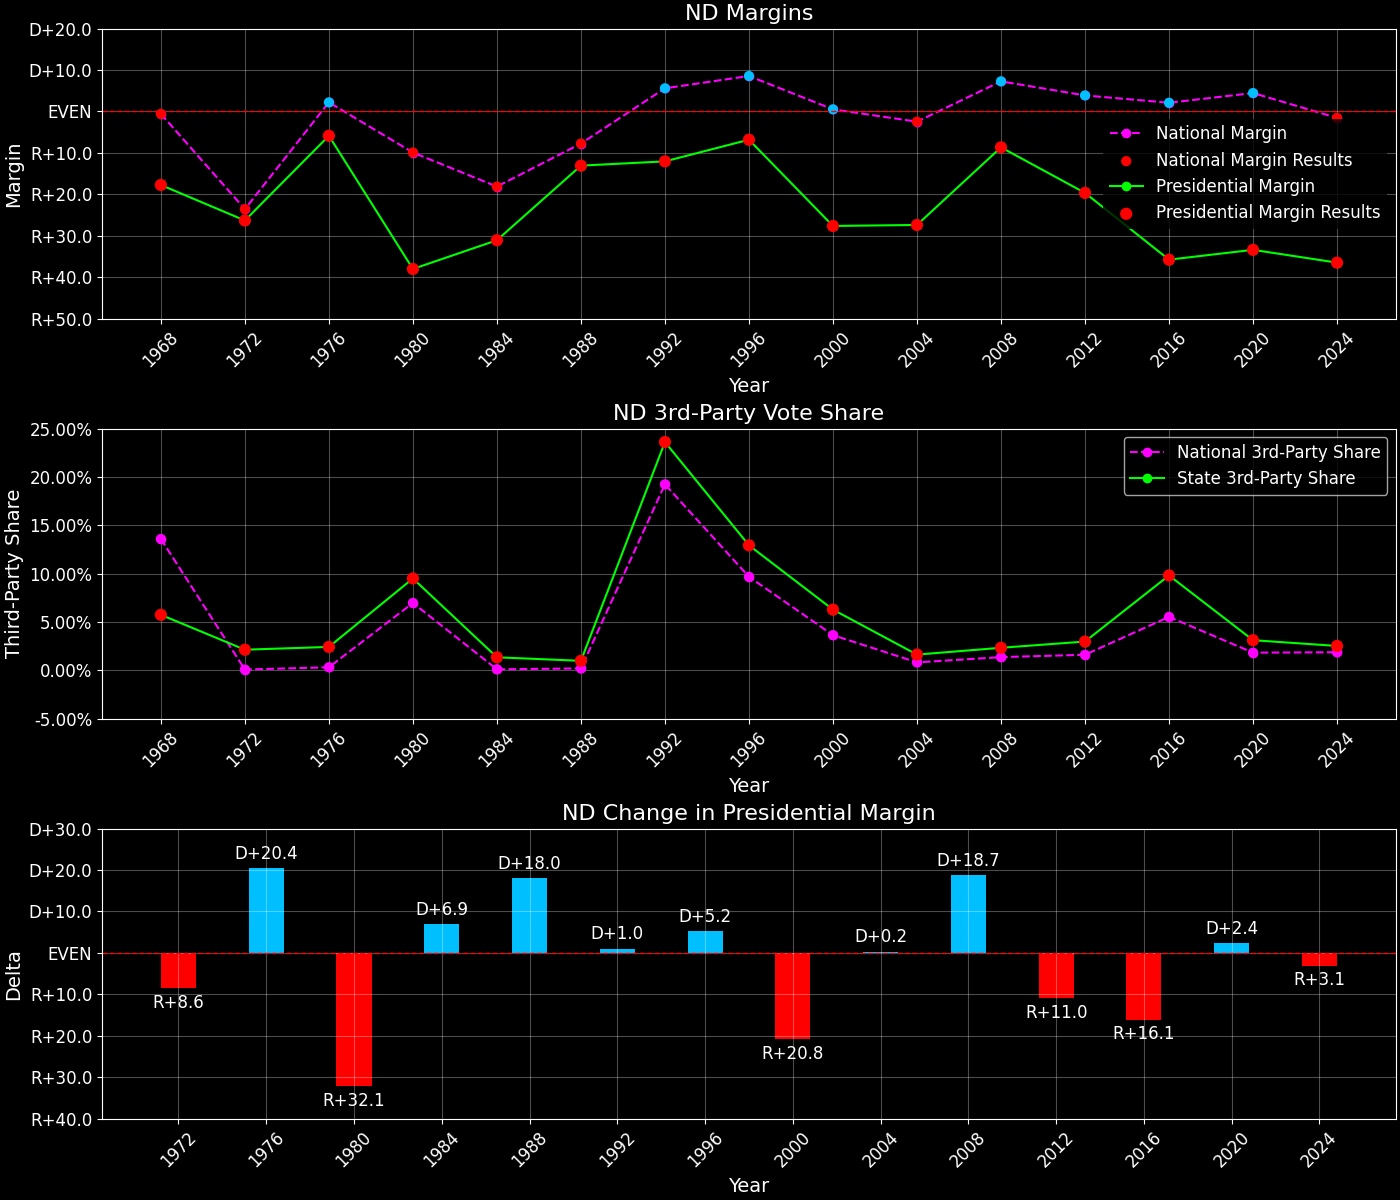 ND Margins
D+20.0
D+10.0
EVEN
R+10.0
R+20.0
R+30.0
R+40.0
R+50.0
Margin
National Margin
National Margin Results
Presidential Margin
Presidential Margin Results
1968 1972 1976 1980 1984 1988 1992 1996 2000 2004 2008 2012 2016 2020 2024
Year
ND 3rd-Party Vote Share
25.00%
20.00%
15.00%
10.00%
5.00%
0.00%
-5.00%
Third-Party Share
National 3rd-Party Share
State 3rd-Party Share
1968 1972 1976 1980 1984 1988 1992 1996 2000 2004 2008 2012 2016 2020 2024
Year
ND Change in Presidential Margin
D+30.0
D+20.0
D+10.0
EVEN
R+10.0
R+20.0
R+30.0
R+40.0
Delta
R+8.6
D+20.4
R+32.1
D+6.9
D+18.0
D+1.0
D+5.2
R+20.8
D+0.2
D+18.7
R+11.0
R+16.1
D+2.4
R+3.1
1972 1976 1980 1984 1988 1992 1996 2000 2004 2008 2012 2016 2020 2024
Year